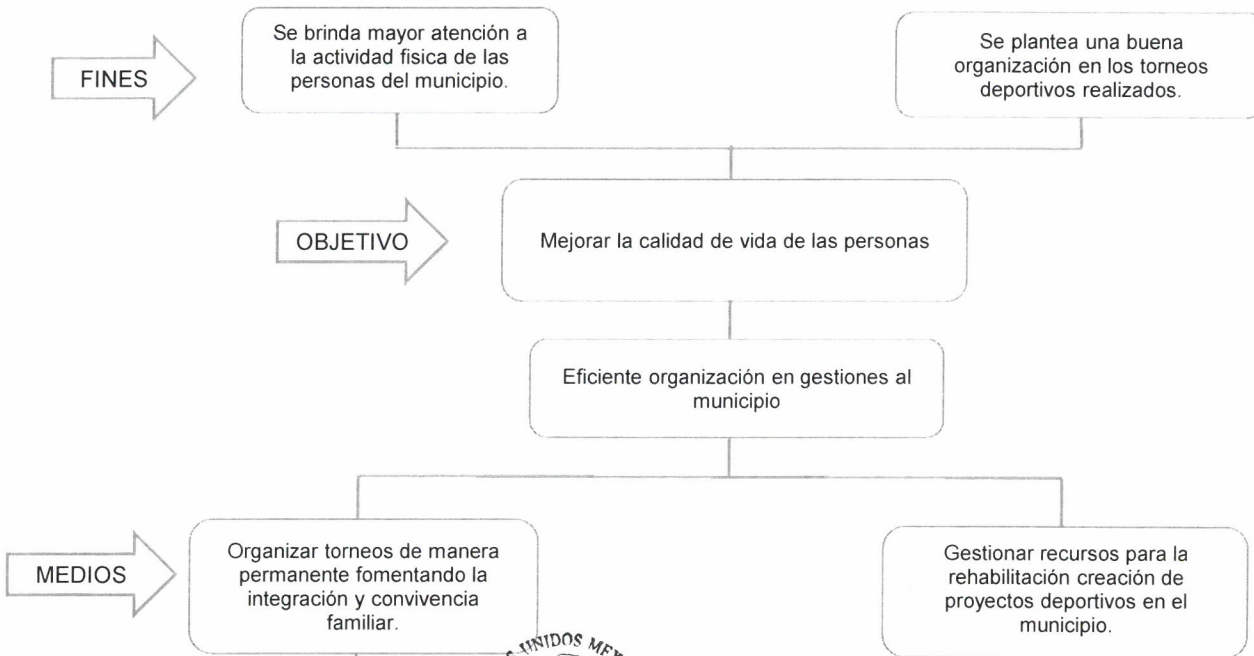 Se brinda mayor atención a
la actividad fisica de las
personas del municipio.
Se plantea una buena
organización en los torneos
deportivos realizados.
FINES
OBJETIVO
Mejorar la calidad de vida de las personas
Eficiente organización en gestiones al
municipio
MEDIOS
Organizar torneos de manera
permanente fomentando la
integración y convivencia
familiar.
Gestionar recursos para la
rehabilitación creación de
proyectos deportivos en el
municipio.
UNIDOS